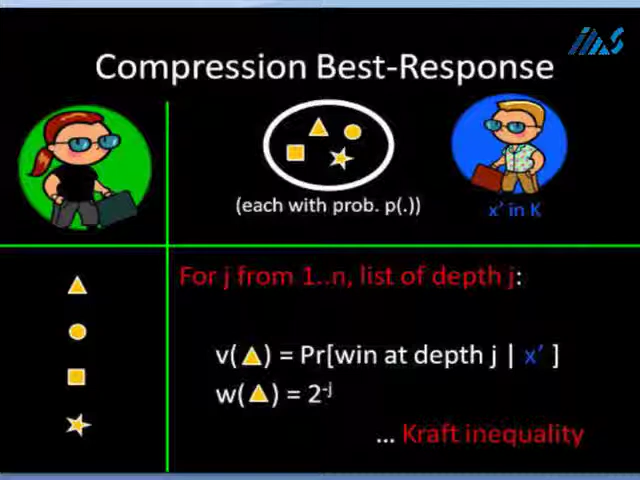 IMS
Compression Best-Response
(each with prob. p(.))
x' in K
For j from 1..n, list of depth j:
v( ) = Pr[win at depth j | x' ]
w( ) = 2^-j
... Kraft inequality